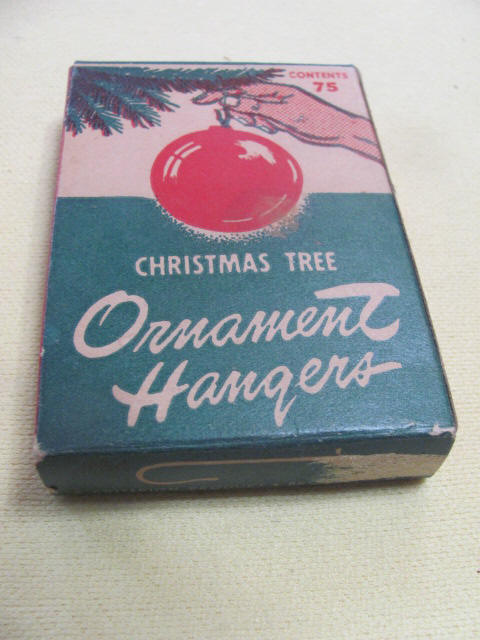 CONTENTS
75
CHRISTMAS TREE
Ornament
Hangers